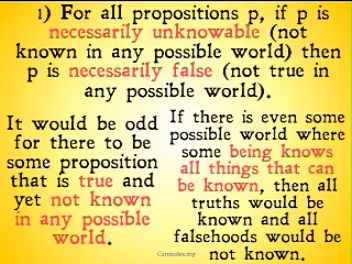 1) For all propositions p, if p is
necessarily unknowable (not
known in any possible world) then
p is necessarily false (not true in
any possible world).
It would be odd
for there to be
some proposition
that is true and
yet not known
in any possible
world.
If there is even some
possible world where
some being knows
all things that can
be known, then all
truths would be
known and all
falsehoods would be
not known.
Carneades.org